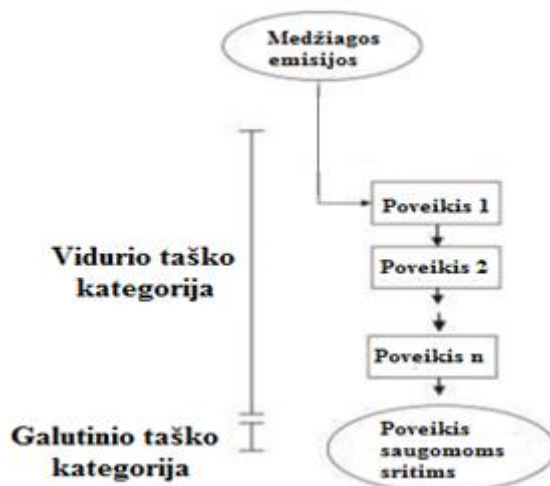 Medžiagos
emisijos
Poveikis 1
Vidurio taško
kategorija
Poveikis 2
Poveikis n
Galutinio taško
kategorija
Poveikis
saugomoms
sritims